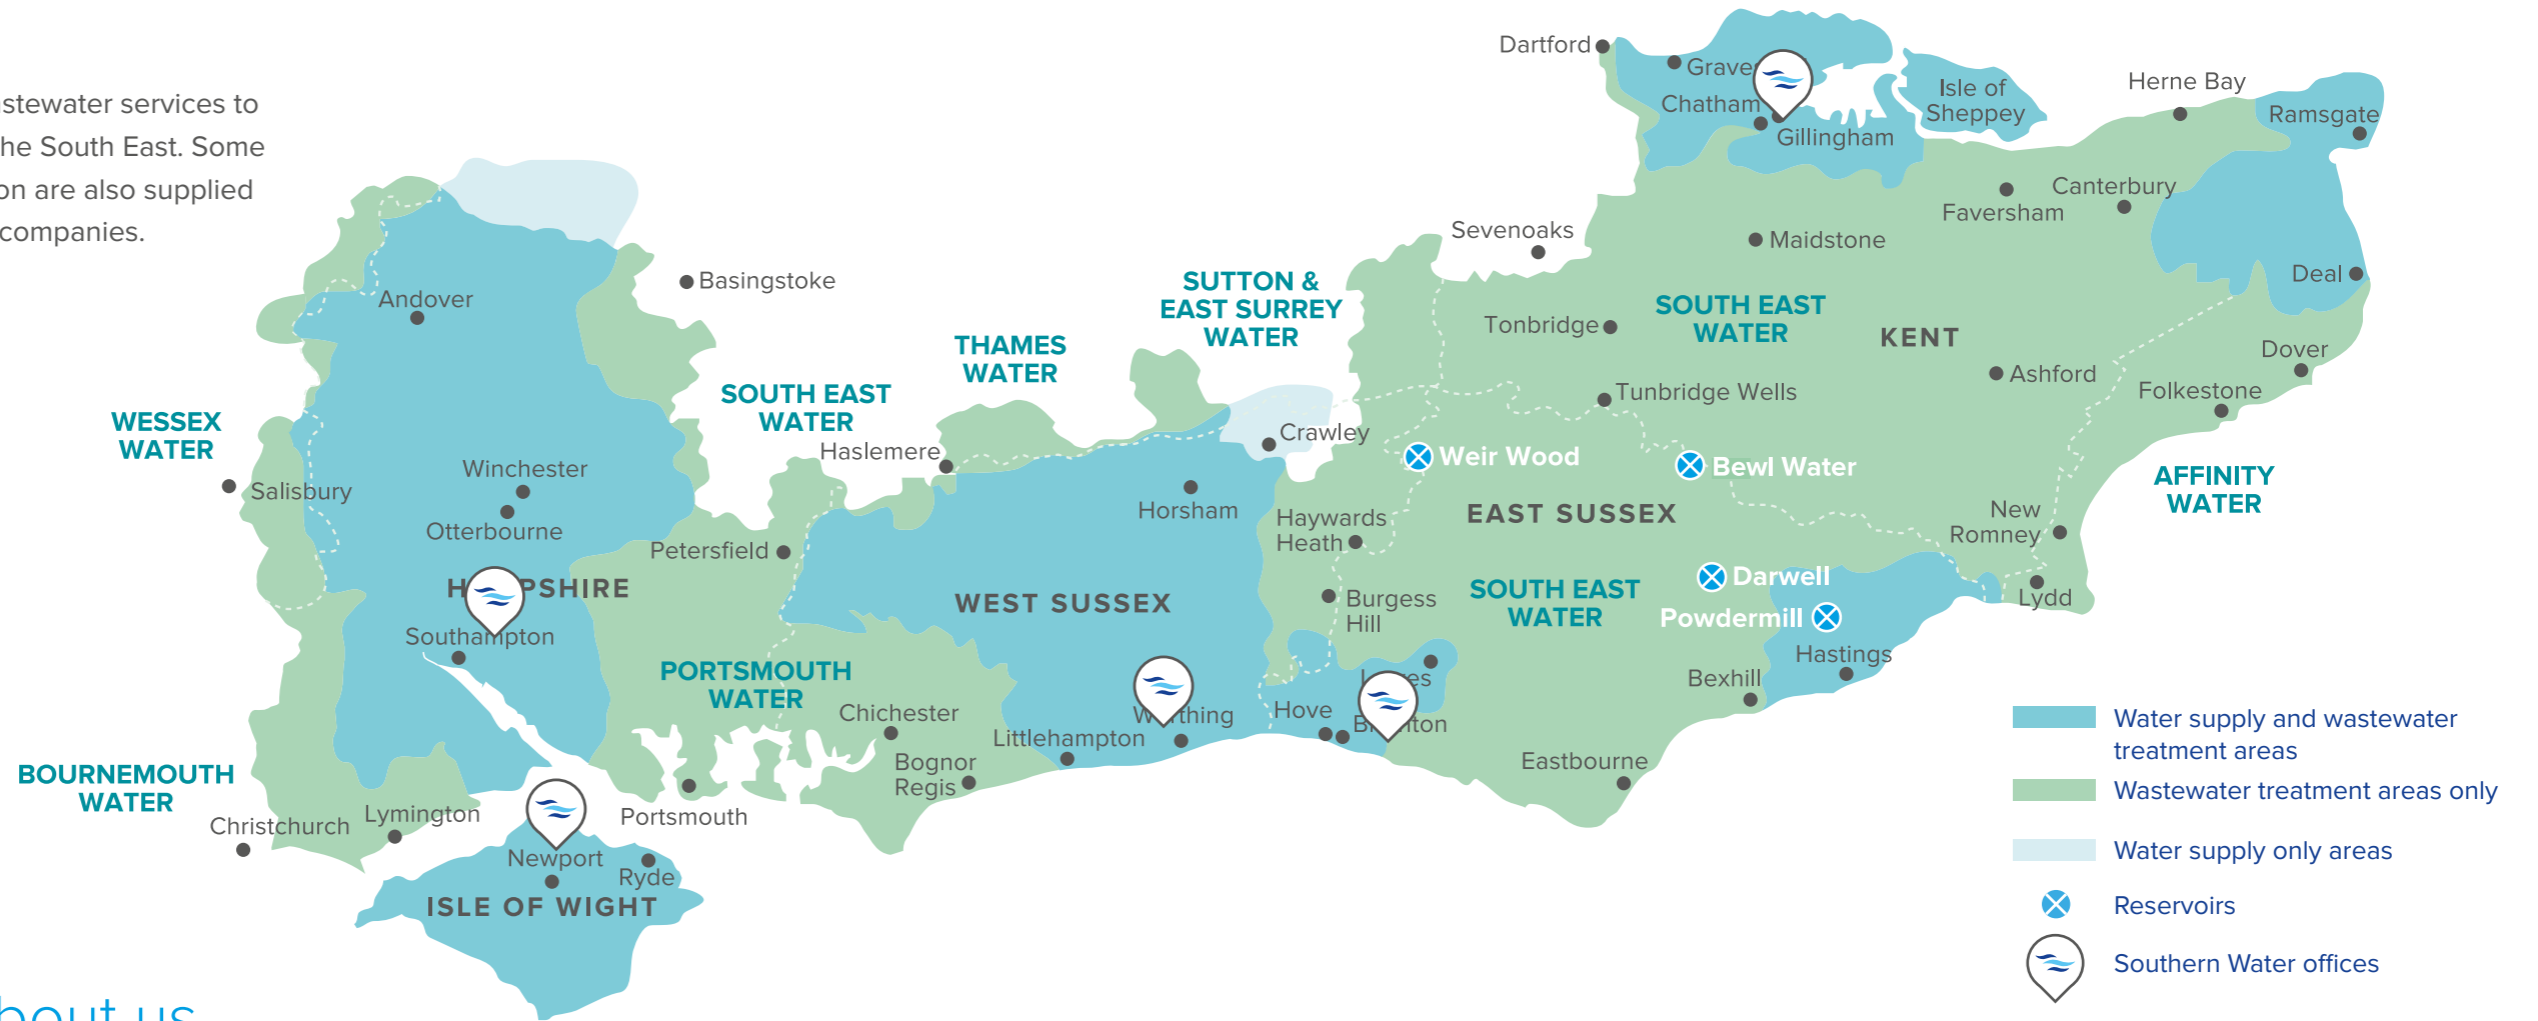 astewater services to
he South East. Some
on are also supplied
companies.
Dartford
Graves
Chatham
Gillingham
Isle of
Sheppey
Herne Bay
Ramsgate
Canterbury
Faversham
Sevenoaks
Maidstone
Deal
Basingstoke
Andover
SUTTON &
EAST SURREY
WATER
SOUTH EAST
WATER
KENT
Tonbridge
THAMES
WATER
Dover
Ashford
Folkestone
SOUTH EAST
WATER
Tunbridge Wells
WESSEX
WATER
Haslemere
Crawley
Weir Wood
Bewl Water
AFFINITY
WATER
Winchester
Salisbury
Otterbourne
Horsham
Haywards
Heath
EAST SUSSEX
New
Romney
Petersfield
HPSHIRE
WEST SUSSEX
Burgess
Hill
SOUTH EAST
WATER
Darwell
Powdermill
Lydd
Southampton
Hastings
PORTSMOUTH
WATER
Bexhill
Chichester
Worthing
Hove
Littlehampton
Bognor
Regis
Eastbourne
BOURNEMOUTH
WATER
Lymington
Christchurch
Portsmouth
Newport
Ryde
ISLE OF WIGHT
Water supply and wastewater
treatment areas
Wastewater treatment areas only
Water supply only areas
Reservoirs
Southern Water offices
bout us